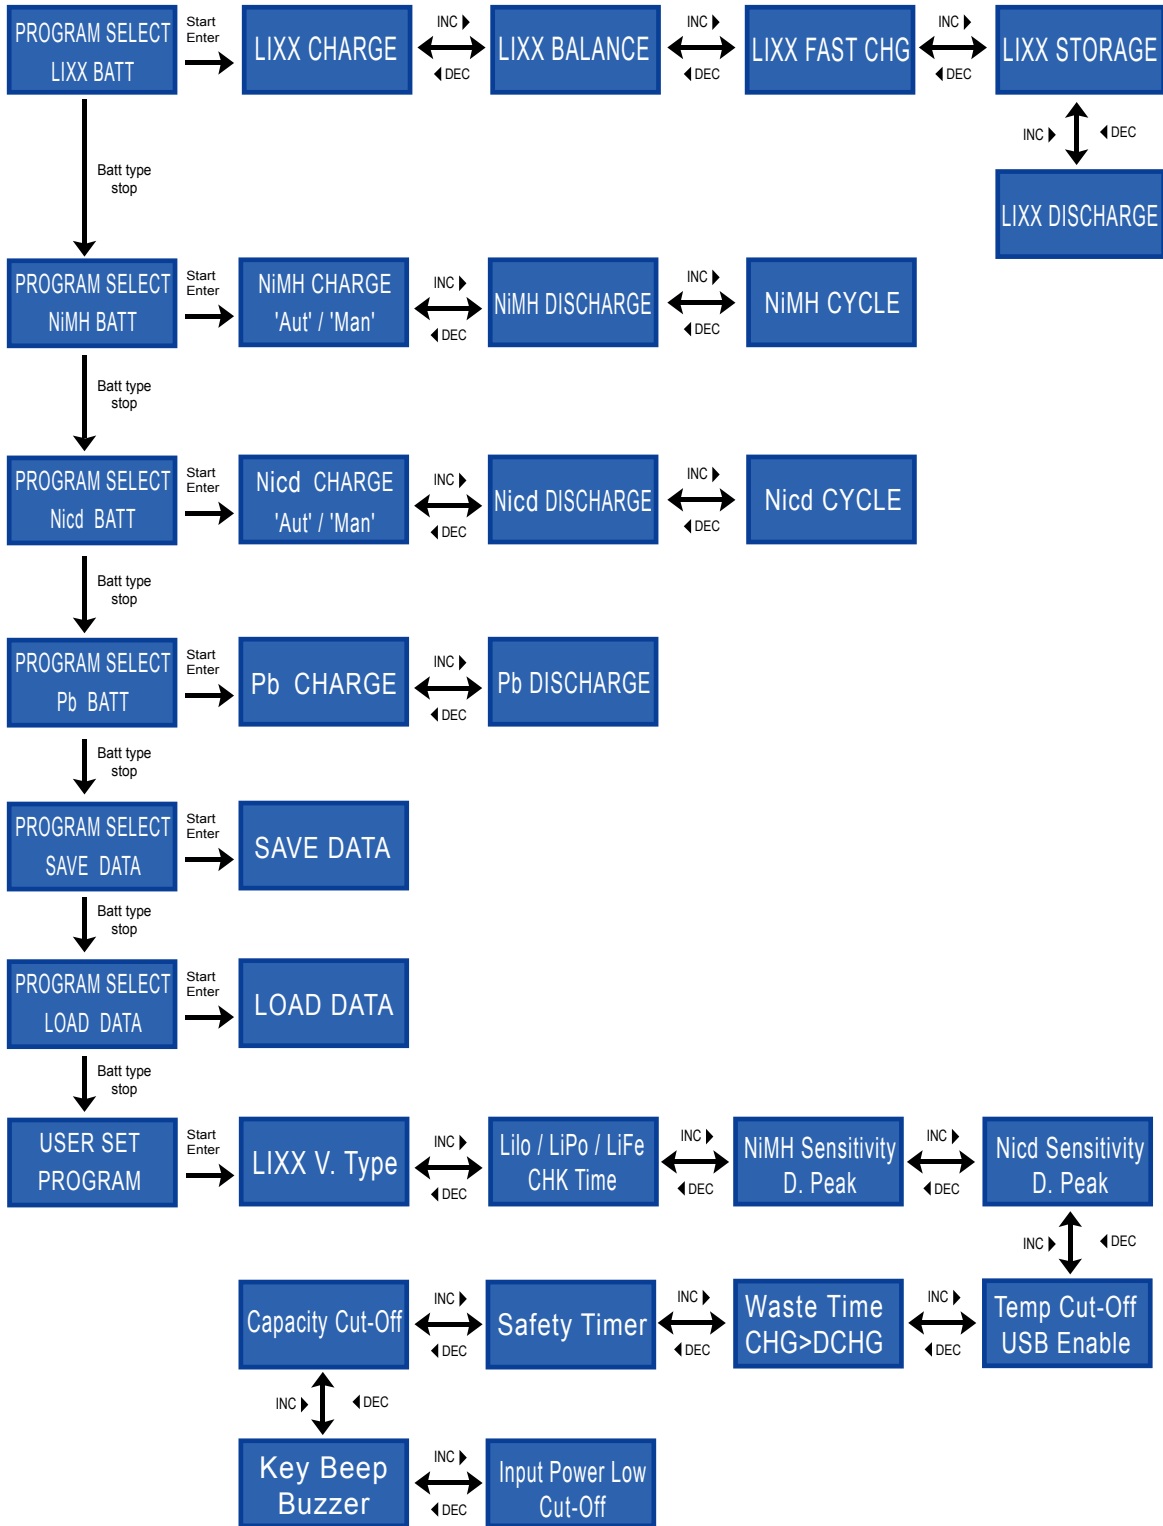 PROGRAM SELECT
LIXX BATT
Start
Enter
LIXX CHARGE
INC
DEC
LIXX BALANCE
INC
DEC
LIXX FAST CHG
INC
DEC
LIXX STORAGE
INC
DEC
LIXX DISCHARGE
Batt type
stop
PROGRAM SELECT
NiMH BATT
Start
Enter
NiMH CHARGE
'Aut' / 'Man'
INC
DEC
NiMH DISCHARGE
INC
DEC
NiMH CYCLE
Batt type
stop
PROGRAM SELECT
Nicd BATT
Start
Enter
Nicd CHARGE
'Aut' / 'Man'
INC
DEC
Nicd DISCHARGE
INC
DEC
Nicd CYCLE
Batt type
stop
PROGRAM SELECT
Pb BATT
Start
Enter
Pb CHARGE
INC
DEC
Pb DISCHARGE
Batt type
stop
PROGRAM SELECT
SAVE DATA
Start
Enter
SAVE DATA
Batt type
stop
PROGRAM SELECT
LOAD DATA
Start
Enter
LOAD DATA
Batt type
stop
USER SET
PROGRAM
Start
Enter
LIXX V. Type
INC
DEC
LiIo / LiPo / LiFe
CHK Time
INC
DEC
NiMH Sensitivity
D. Peak
INC
DEC
Nicd Sensitivity
D. Peak
INC
DEC
Capacity Cut-Off
INC
DEC
Safety Timer
INC
DEC
Waste Time
CHG>DCHG
INC
DEC
Temp Cut-Off
USB Enable
INC
DEC
Key Beep
Buzzer
INC
DEC
Input Power Low
Cut-Off